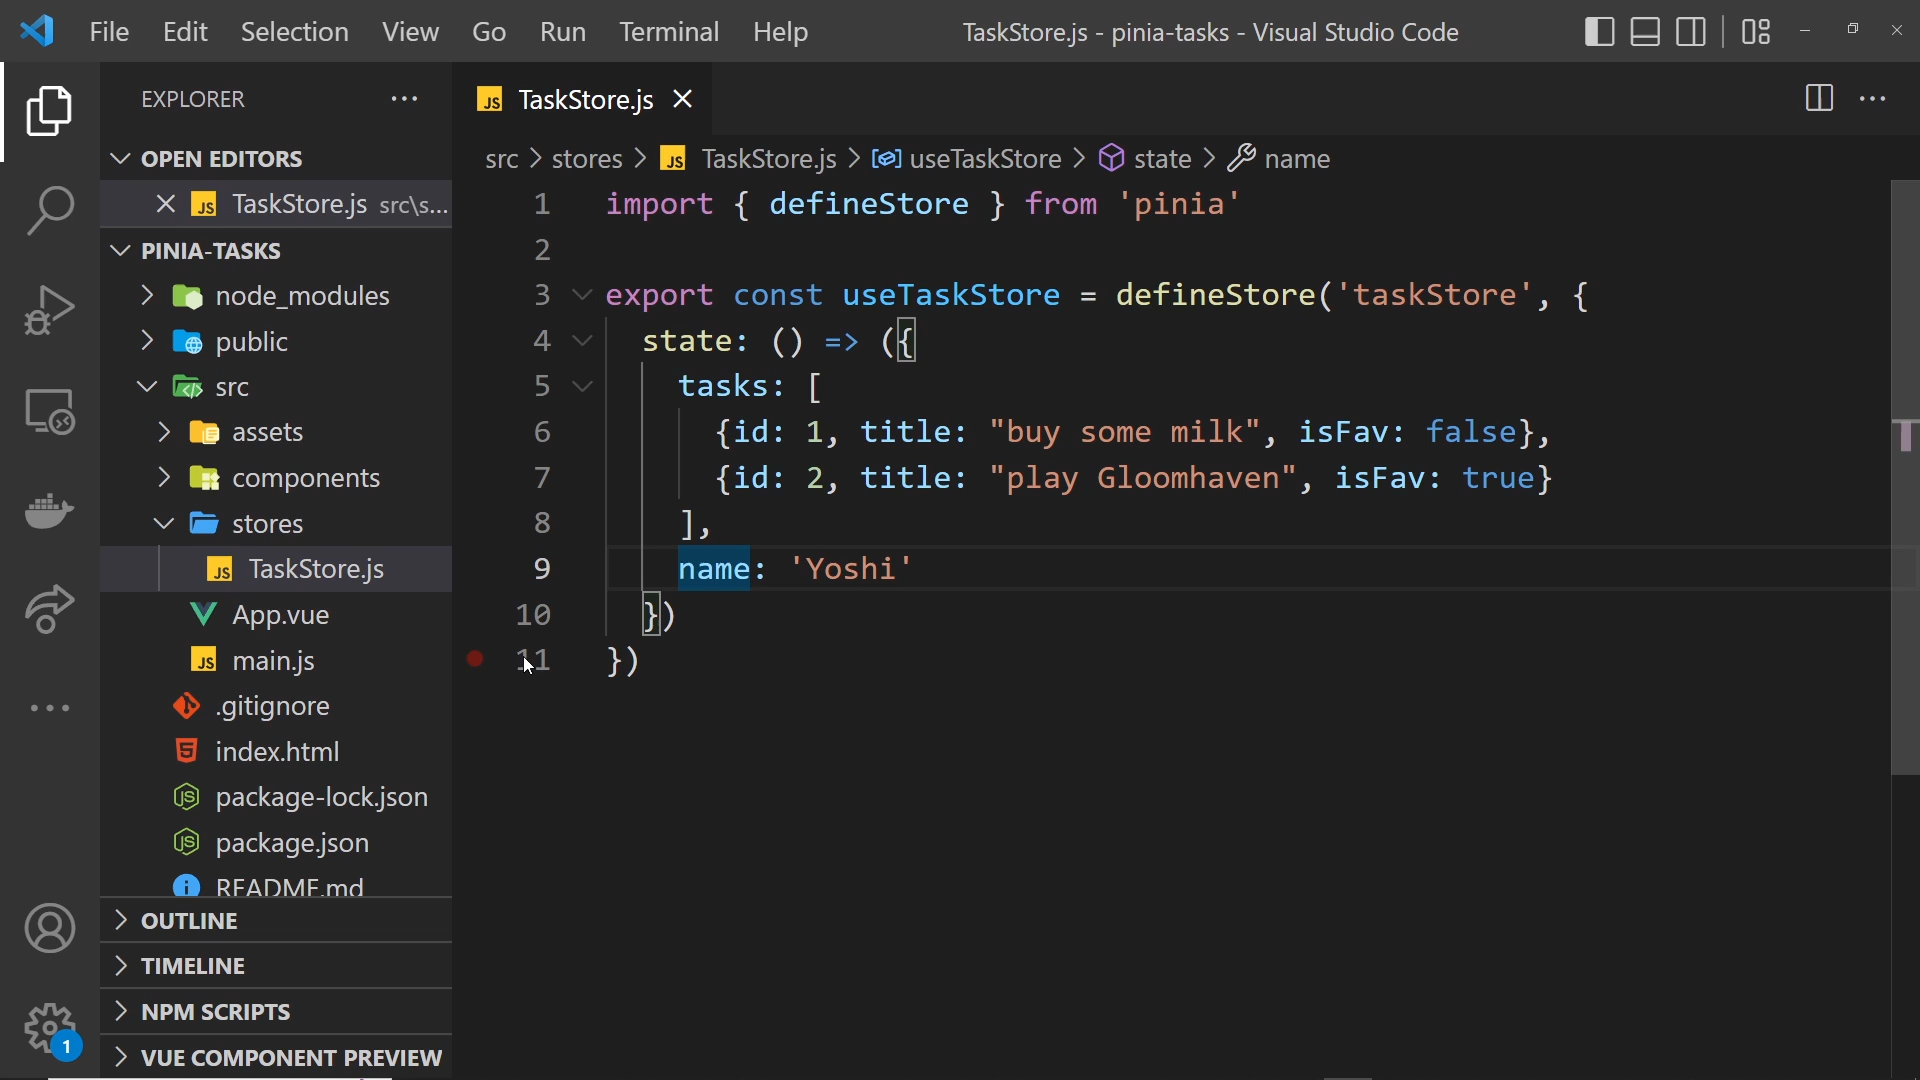 File Edit Selection View Go Run Terminal Help
TaskStore.js - pinia-tasks - Visual Studio Code
EXPLORER
OPEN EDITORS
JS TaskStore.js src\s...
PINIA-TASKS
node_modules
public
src
assets
components
stores
JS TaskStore.js
App.vue
JS main.js
.gitignore
index.html
package-lock.json
package.json
README.md
OUTLINE
TIMELINE
NPM SCRIPTS
VUE COMPONENT PREVIEW
1
JS TaskStore.js
src > stores > JS TaskStore.js > useTaskStore > state > name
1 import { defineStore } from 'pinia'
2
3 export const useTaskStore = defineStore('taskStore', {
4 state: () => ({
5 tasks: [
6 {id: 1, title: "buy some milk", isFav: false},
7 {id: 2, title: "play Gloomhaven", isFav: true}
8 ],
9 name: 'Yoshi'
10 })
11 })